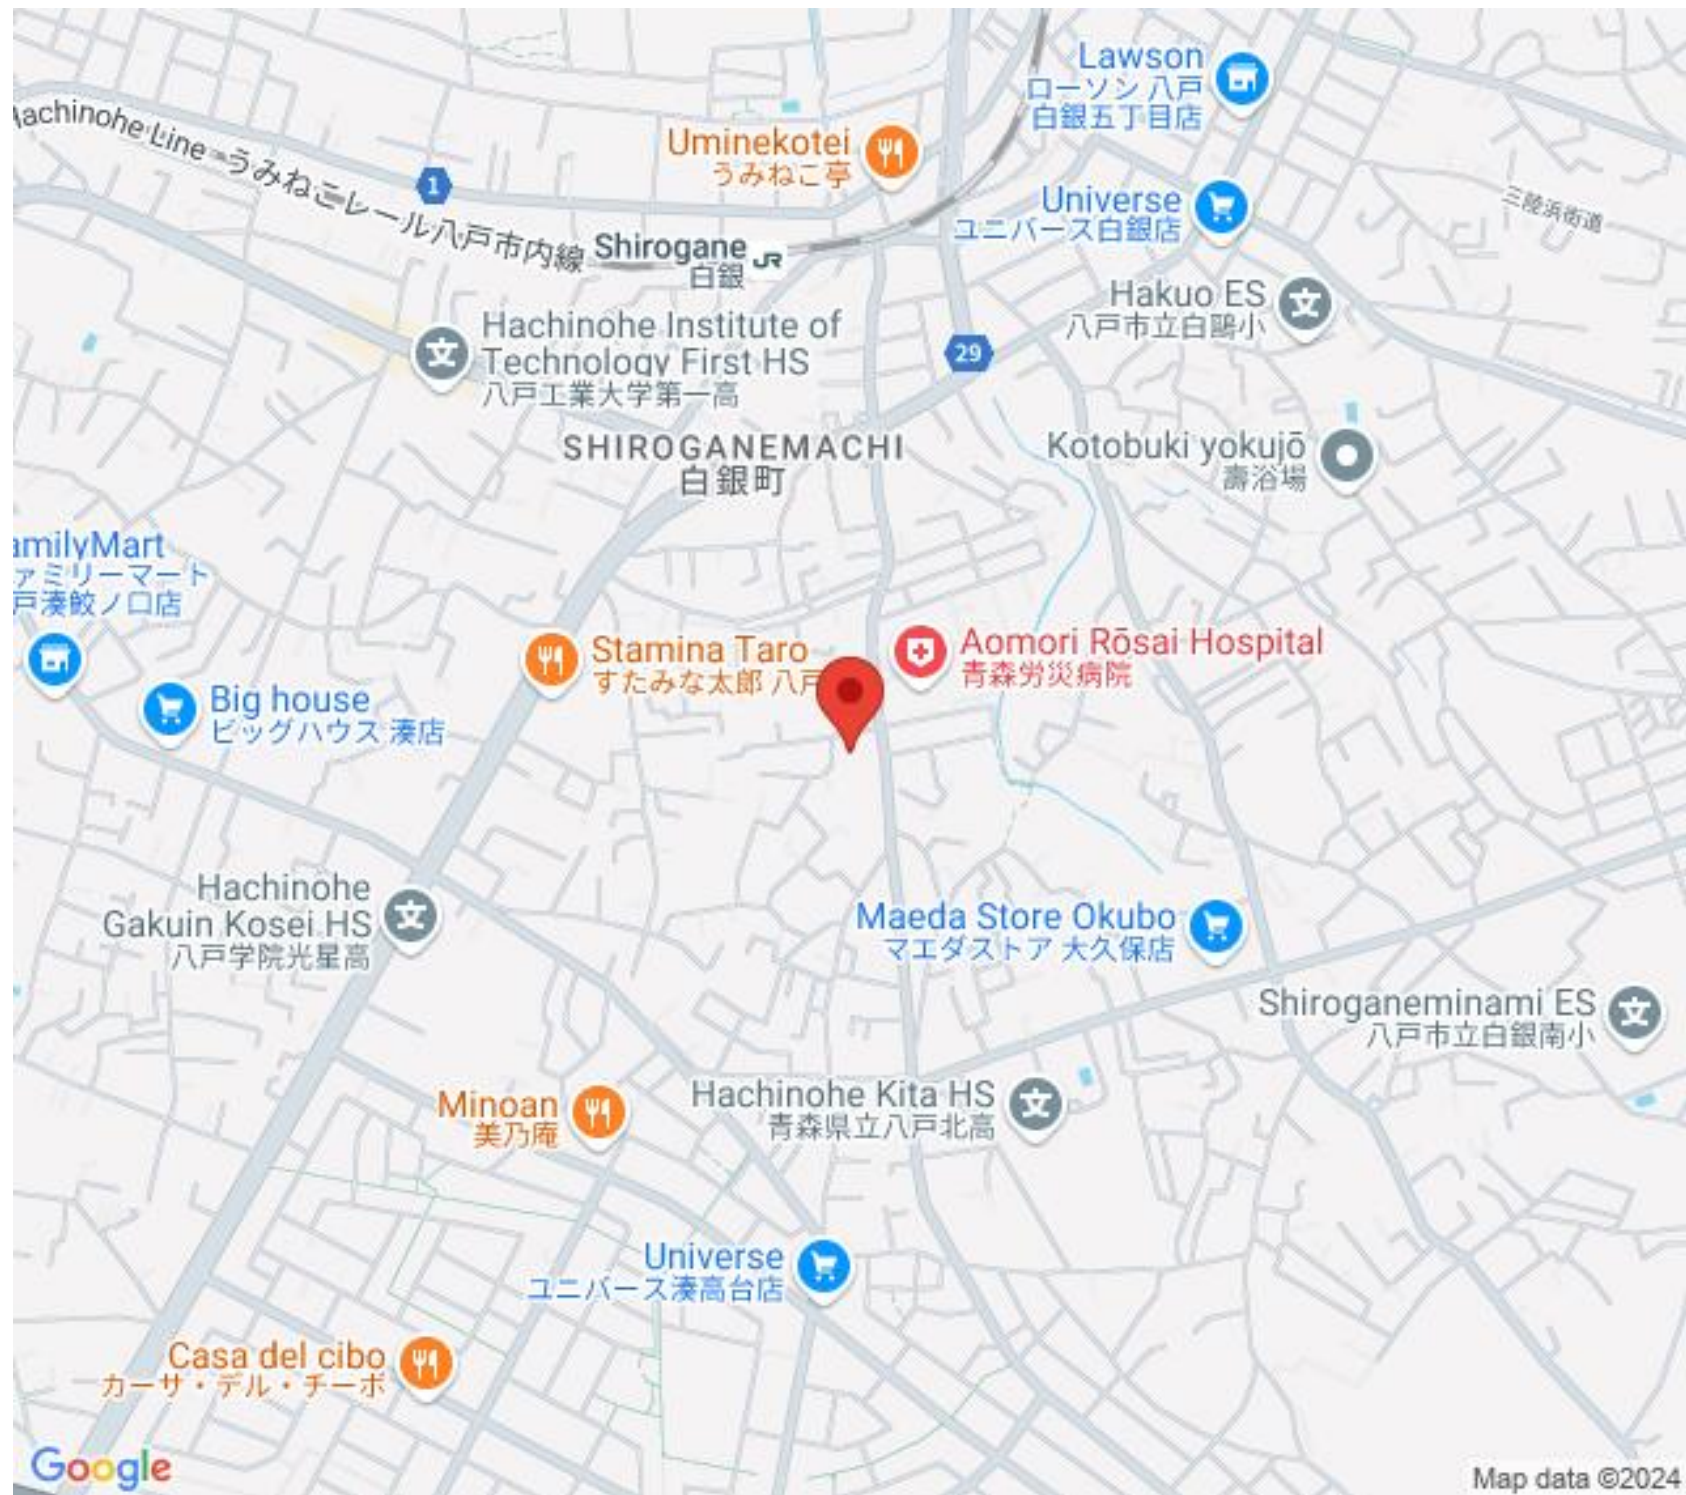 Lawson
ローソン 八戸
白銀五丁目店
achinohe Line - うみねこレール八戸市内線
1
Uminekotei
うみねこ亭
Universe
ユニバース白銀店
三陸浜街道
Shirogane JR
白銀
Hakuo ES
八戸市立白鷗小
Hachinohe Institute of
Technology First HS
八戸工業大学第一高
29
SHIROGANEMACHI
白銀町
Kotobuki yokujō
壽浴場
amilyMart
ァミリーマート
戸湊鮫ノ口店
Stamina Taro
すたみな太郎 八戸
Aomori Rōsai Hospital
青森労災病院
Big house
ビッグハウス 湊店
Hachinohe
Gakuin Kosei HS
八戸学院光星高
Maeda Store Okubo
マエダストア 大久保店
Shiroganeminami ES
八戸市立白銀南小
Minoan
美乃庵
Hachinohe Kita HS
青森県立八戸北高
Universe
ユニバース湊高台店
Casa del cibo
カーサ・デル・チーボ
Google
Map data ©2024